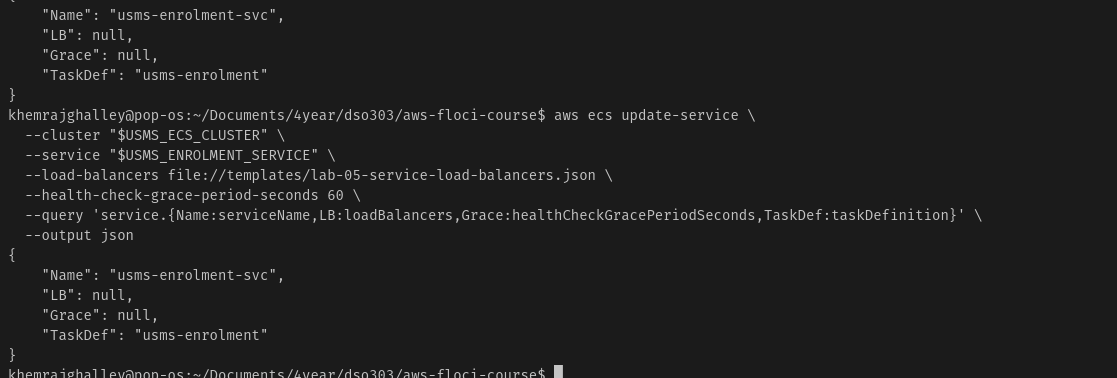 {
    "Name": "usms-enrolment-svc",
    "LB": null,
    "Grace": null,
    "TaskDef": "usms-enrolment"
}
khemrajghalley@pop-os:~/Documents/4year/dso303/aws-floci-course$ aws ecs update-service \
  --cluster "$USMS_ECS_CLUSTER" \
  --service "$USMS_ENROLMENT_SERVICE" \
  --load-balancers file://templates/lab-05-service-load-balancers.json \
  --health-check-grace-period-seconds 60 \
  --query 'service.{Name:serviceName,LB:loadBalancers,Grace:healthCheckGracePeriodSeconds,TaskDef:taskDefinition}' \
  --output json
{
    "Name": "usms-enrolment-svc",
    "LB": null,
    "Grace": null,
    "TaskDef": "usms-enrolment"
}
khemrajghalley@pop-os:~/Documents/4year/dso303/aws-floci-course$